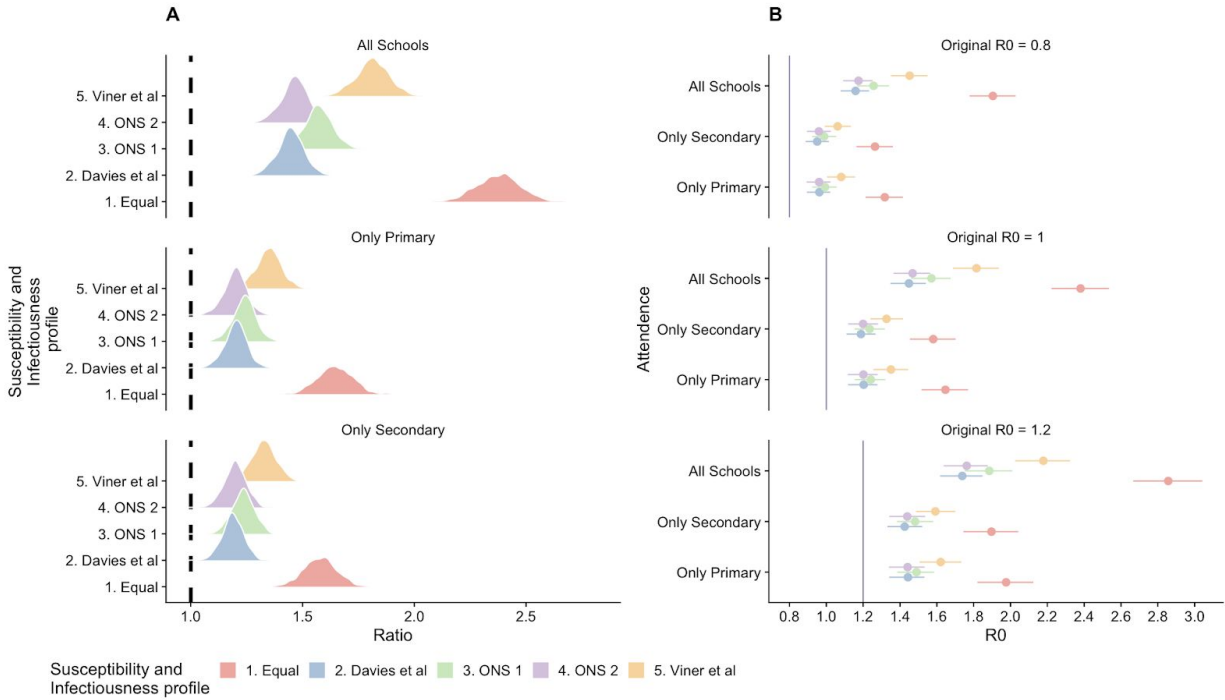 A
All Schools
5. Viner et al
4. ONS 2
3. ONS 1
2. Davies et al
1. Equal
Only Primary
5. Viner et al
4. ONS 2
3. ONS 1
2. Davies et al
1. Equal
Only Secondary
5. Viner et al
4. ONS 2
3. ONS 1
2. Davies et al
1. Equal
Susceptibility and
Infectiousness
profile
1.0 1.5 2.0 2.5
Ratio
B
Original R0 = 0.8
All Schools
Only Secondary
Only Primary
Original R0 = 1
All Schools
Only Secondary
Only Primary
Original R0 = 1.2
All Schools
Only Secondary
Only Primary
Attendence
0.8 1.0 1.2 1.4 1.6 1.8 2.0 2.2 2.4 2.6 2.8 3.0
R0
Susceptibility and
Infectiousness profile
1. Equal 2. Davies et al 3. ONS 1 4. ONS 2 5. Viner et al